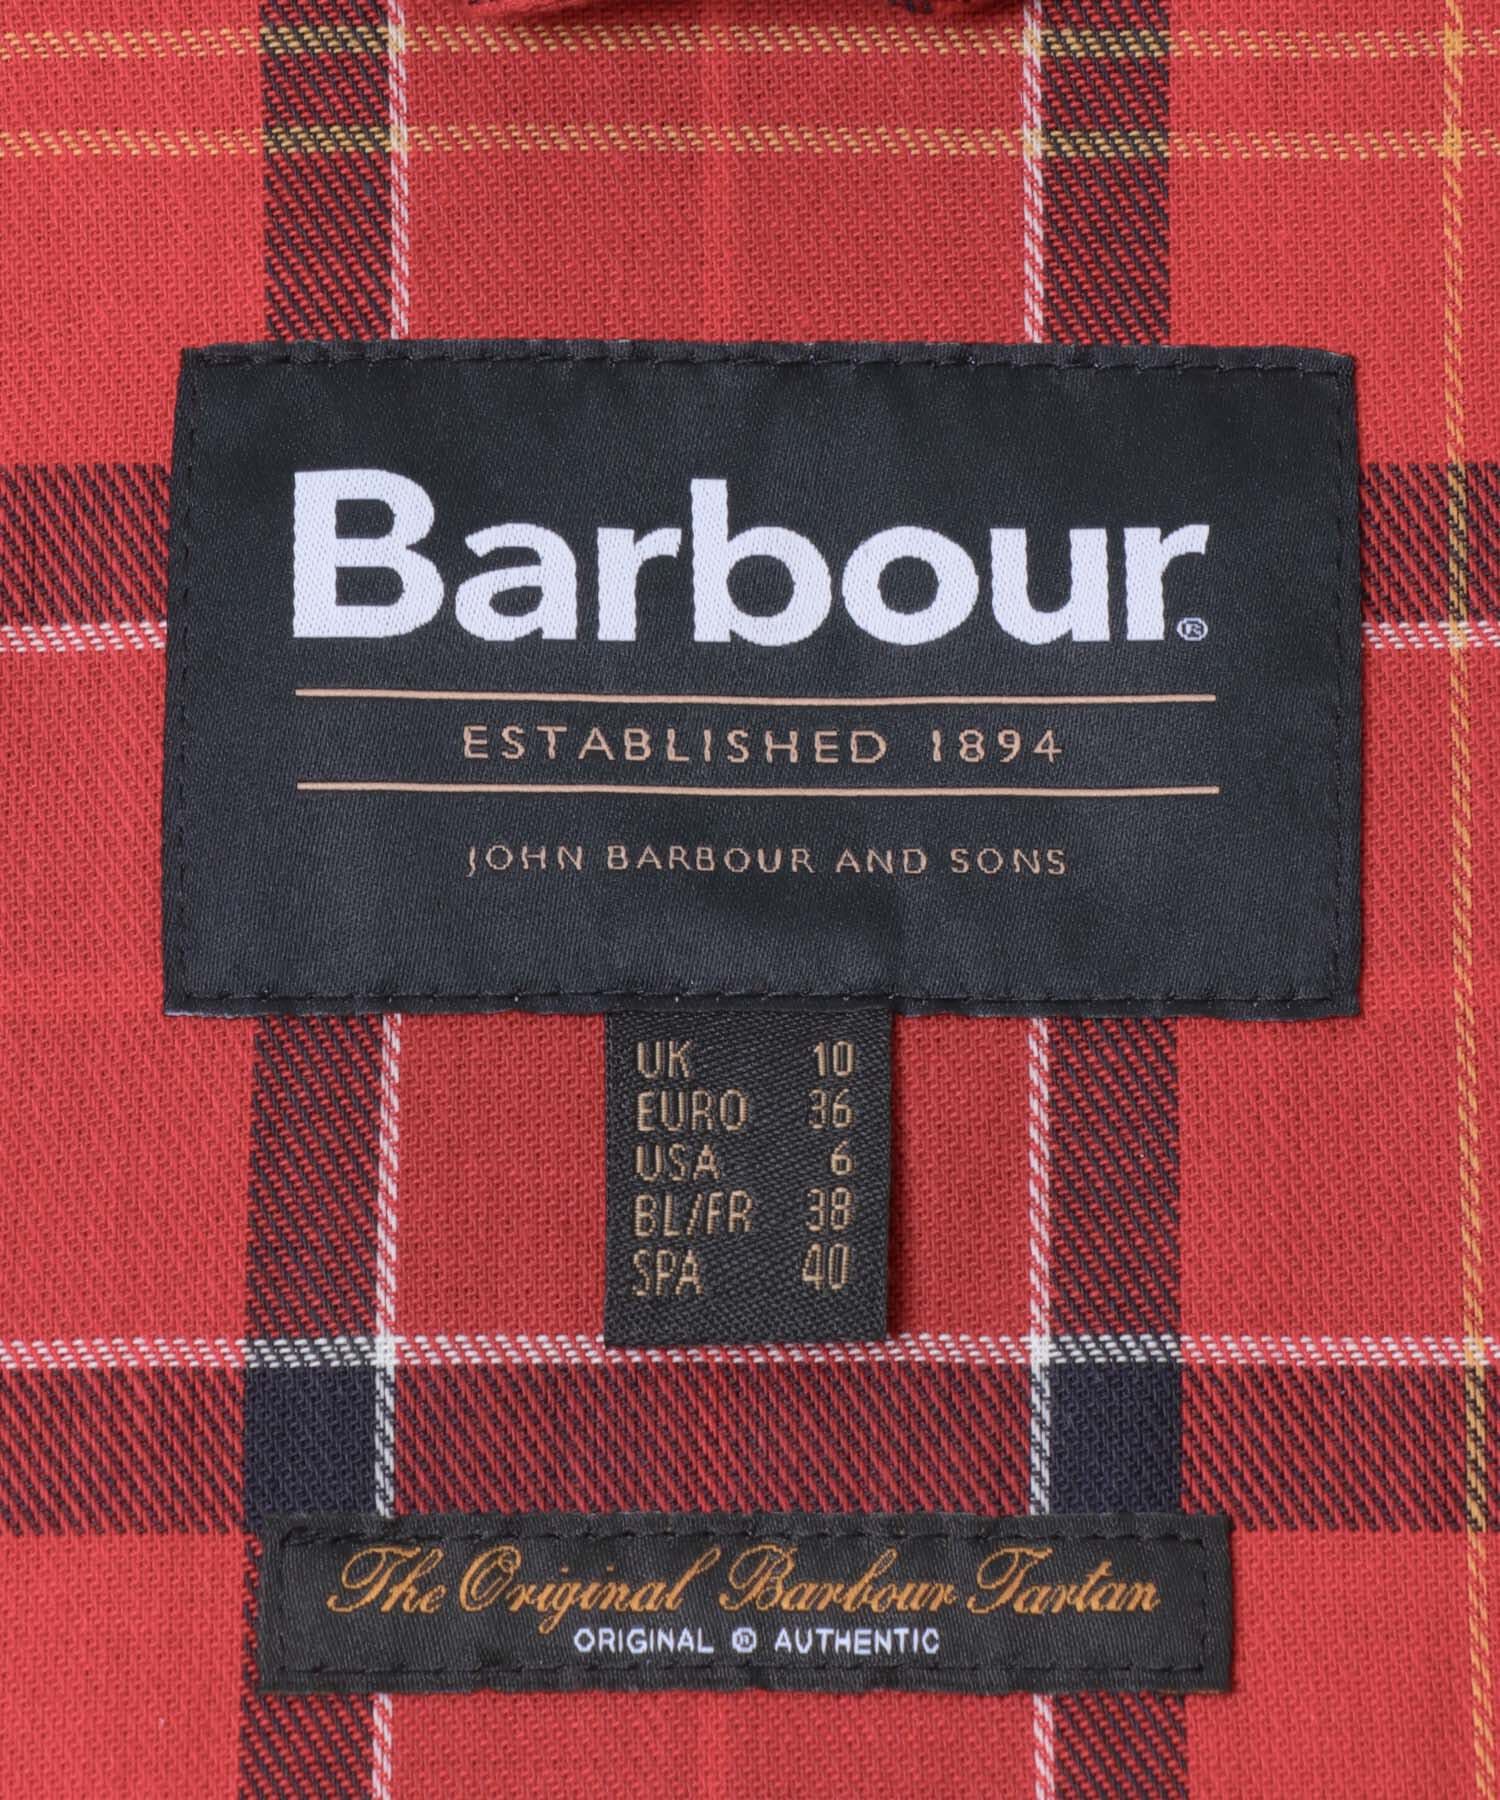 Barbour®
ESTABLISHED 1894
JOHN BARBOUR AND SONS
UK 10
EURO 36
USA 6
BL/FR 38
SPA 40
The Original Barbour Tartan
ORIGINAL ® AUTHENTIC